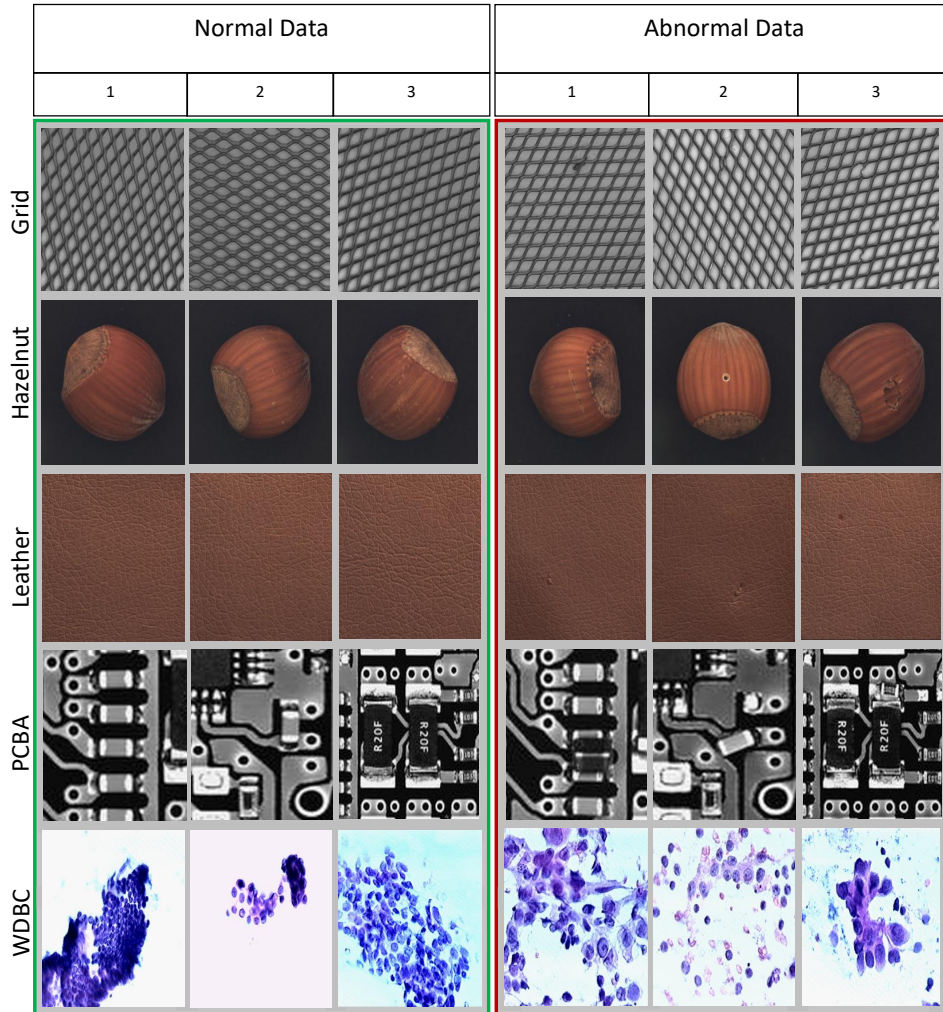 Normal Data
Abnormal Data
1 2 3 1 2 3
Grid
Hazelnut
Leather
PCBA
R20F R20F R20F R20F
WDBC